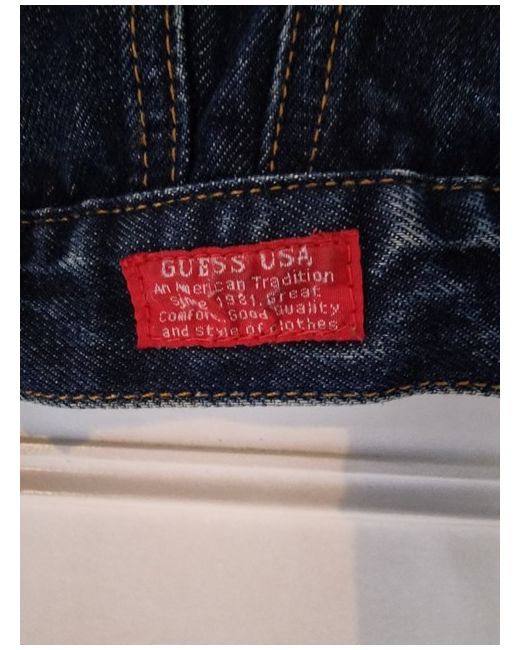 GUESS USA
An American Tradition
Since 1981. Great
Comfort, Good Quality
and style of clothes